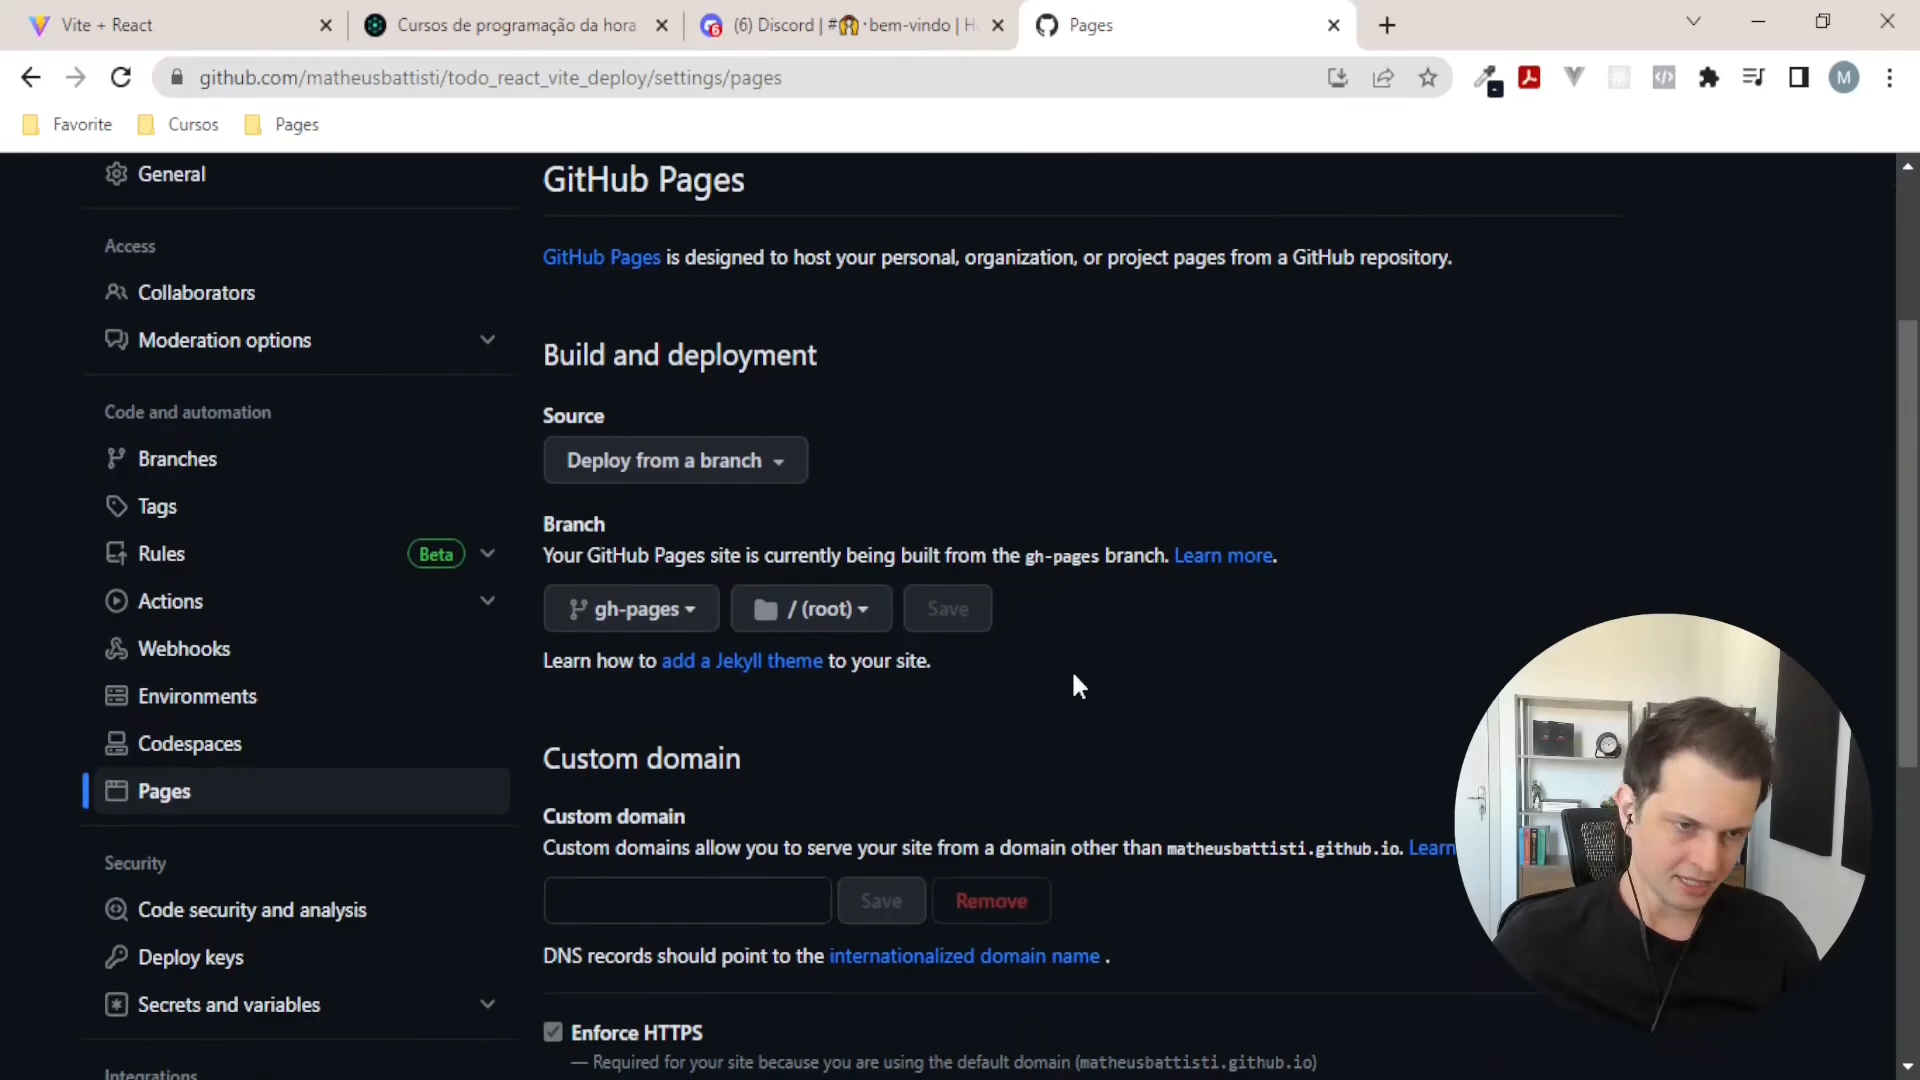 Vite + React
Cursos de programação da hora
(6) Discord | #🙋·bem-vindo | H
Pages
github.com/matheusbattisti/todo_react_vite_deploy/settings/pages
M
Favorite
Cursos
Pages
General
Access
Collaborators
Moderation options
Code and automation
Branches
Tags
Rules
Beta
Actions
Webhooks
Environments
Codespaces
Pages
Security
Code security and analysis
Deploy keys
Secrets and variables
Integrations
GitHub Pages
GitHub Pages is designed to host your personal, organization, or project pages from a GitHub repository.
Build and deployment
Source
Deploy from a branch
Branch
Your GitHub Pages site is currently being built from the gh-pages branch. Learn more.
gh-pages
/ (root)
Save
Learn how to add a Jekyll theme to your site.
Custom domain
Custom domain
Custom domains allow you to serve your site from a domain other than matheusbattisti.github.io. Learn
Save
Remove
DNS records should point to the internationalized domain name .
Enforce HTTPS
— Required for your site because you are using the default domain (matheusbattisti.github.io)